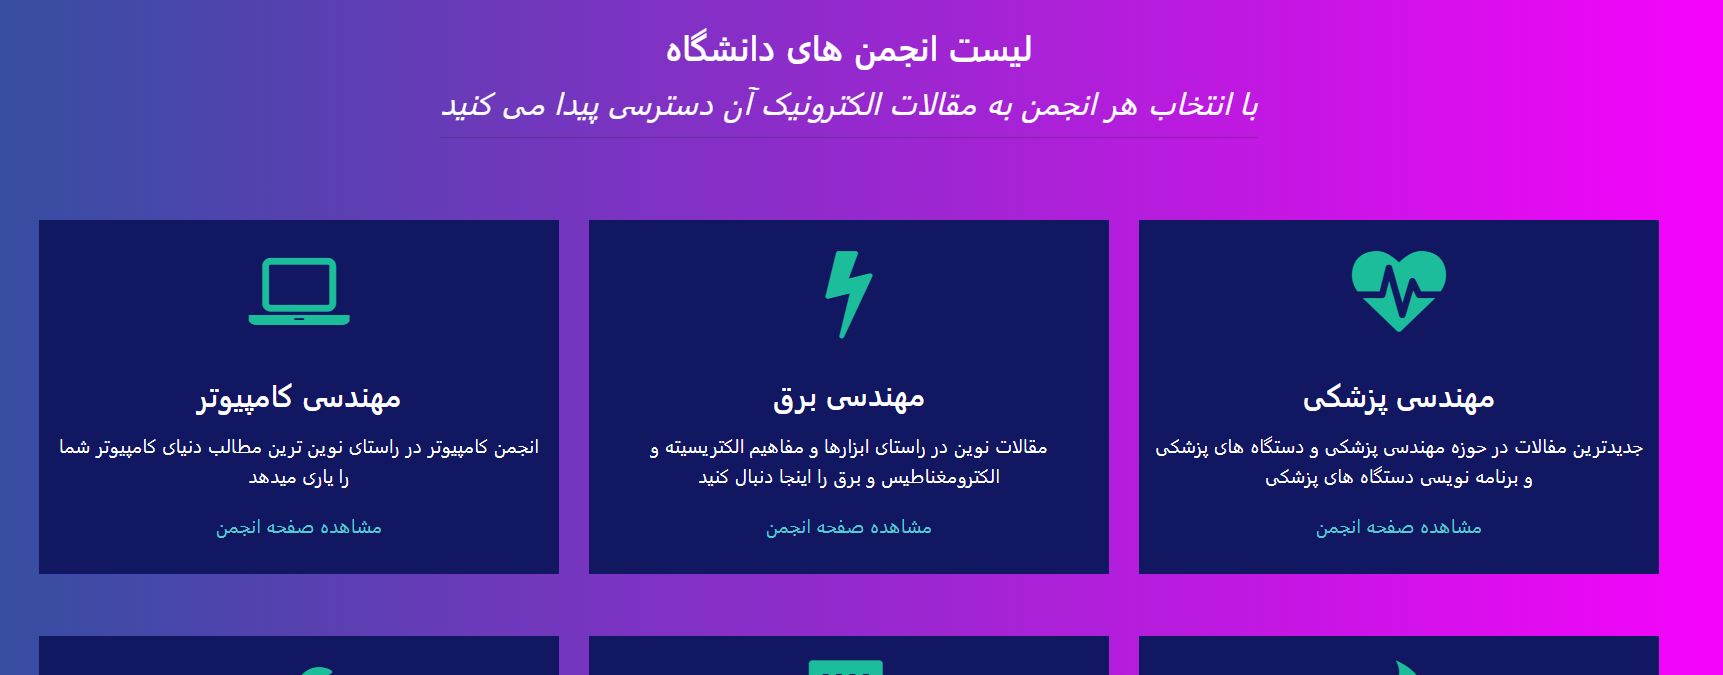 لیست انجمن های دانشگاه
با انتخاب هر انجمن به مقالات الکترونیک آن دسترسی پیدا می کنید
مهندسی پزشکی
جدیدترین مفالات در حوزه مهندسی پزشکی و دستگاه های پزشکی
و برنامه نویسی دستگاه های پزشکی
مشاهده صفحه انجمن
مهندسی برق
مقالات نوین در راستای ابزارها و مفاهیم الکتریسیته و
الکترومغناطیس و برق را اینجا دنبال کنید
مشاهده صفحه انجمن
مهندسی کامپیوتر
انجمن کامپیوتر در راستای نوین ترین مطالب دنیای کامپیوتر شما
را یاری میدهد
مشاهده صفحه انجمن